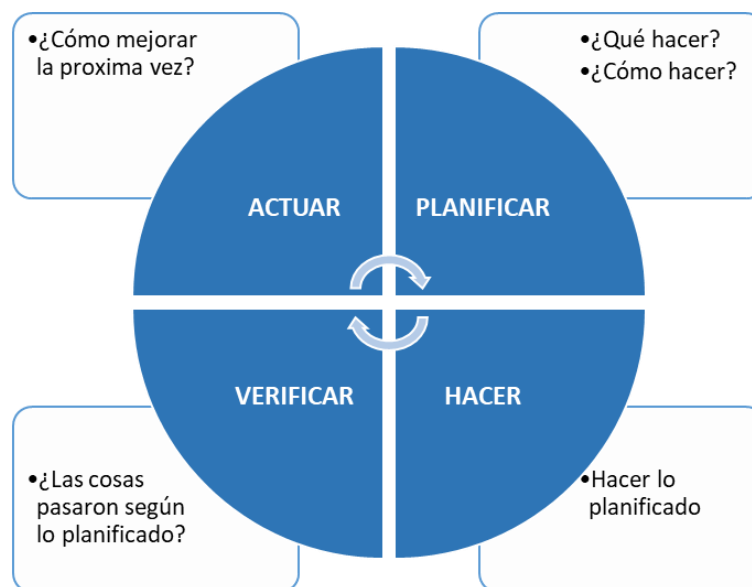 •¿Cómo mejorar
la proxima vez?
•¿Qué hacer?
•¿Cómo hacer?
ACTUAR
PLANIFICAR
VERIFICAR
HACER
•¿Las cosas
pasaron según
lo planificado?
•Hacer lo
planificado